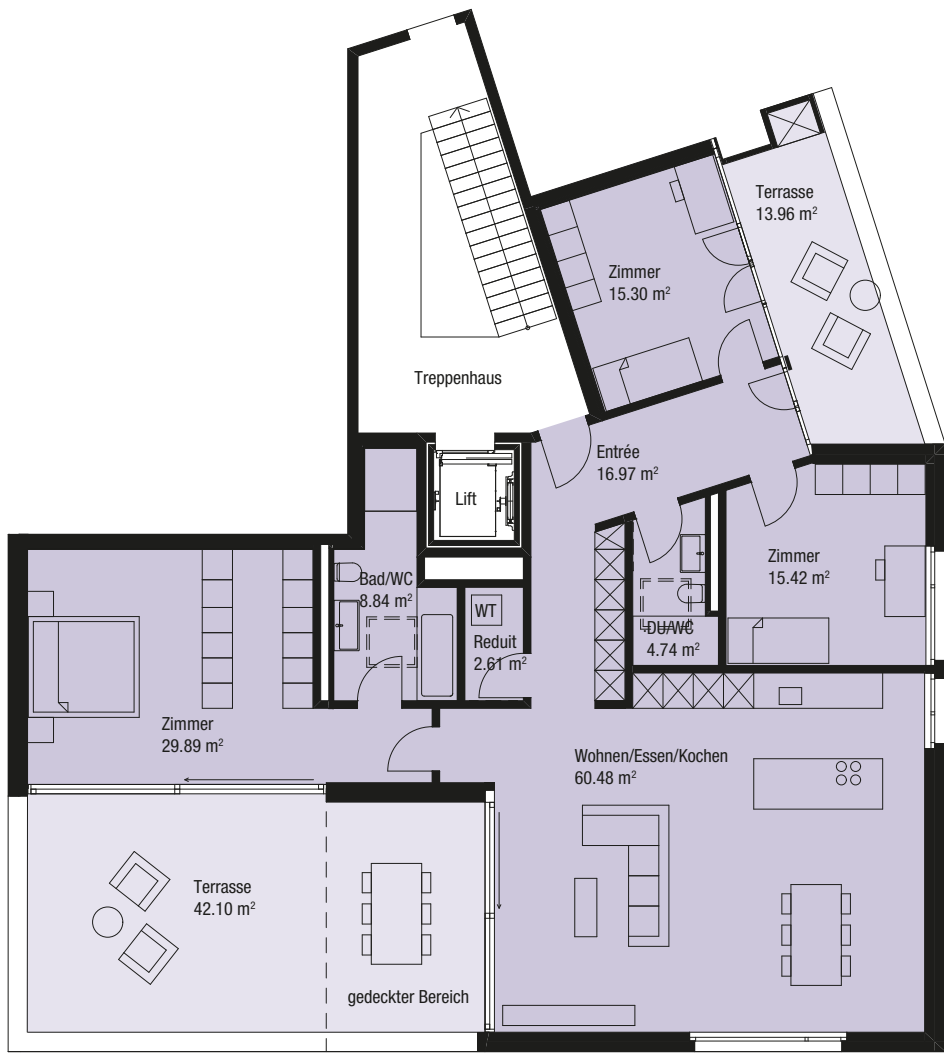 Terrasse
13.96 m²
Zimmer
15.30 m²
Treppenhaus
Entrée
16.97 m²
Lift
Zimmer
15.42 m²
Bad/WC
8.84 m²
WT
Reduit
2.61 m²
DU/WC
4.74 m²
Zimmer
29.89 m²
Wohnen/Essen/Kochen
60.48 m²
Terrasse
42.10 m²
gedeckter Bereich